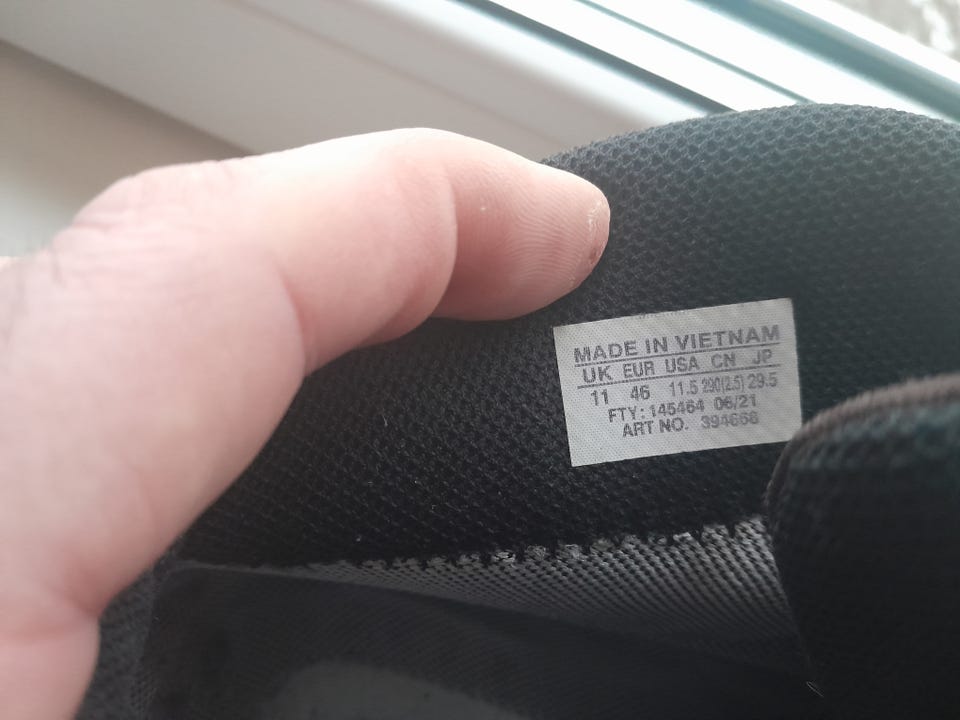 MADE IN VIETNAM
UK EUR USA CN JP
11 46 11.5 290(2.5) 29.5
FTY: 145464 06/21
ART NO. 394668